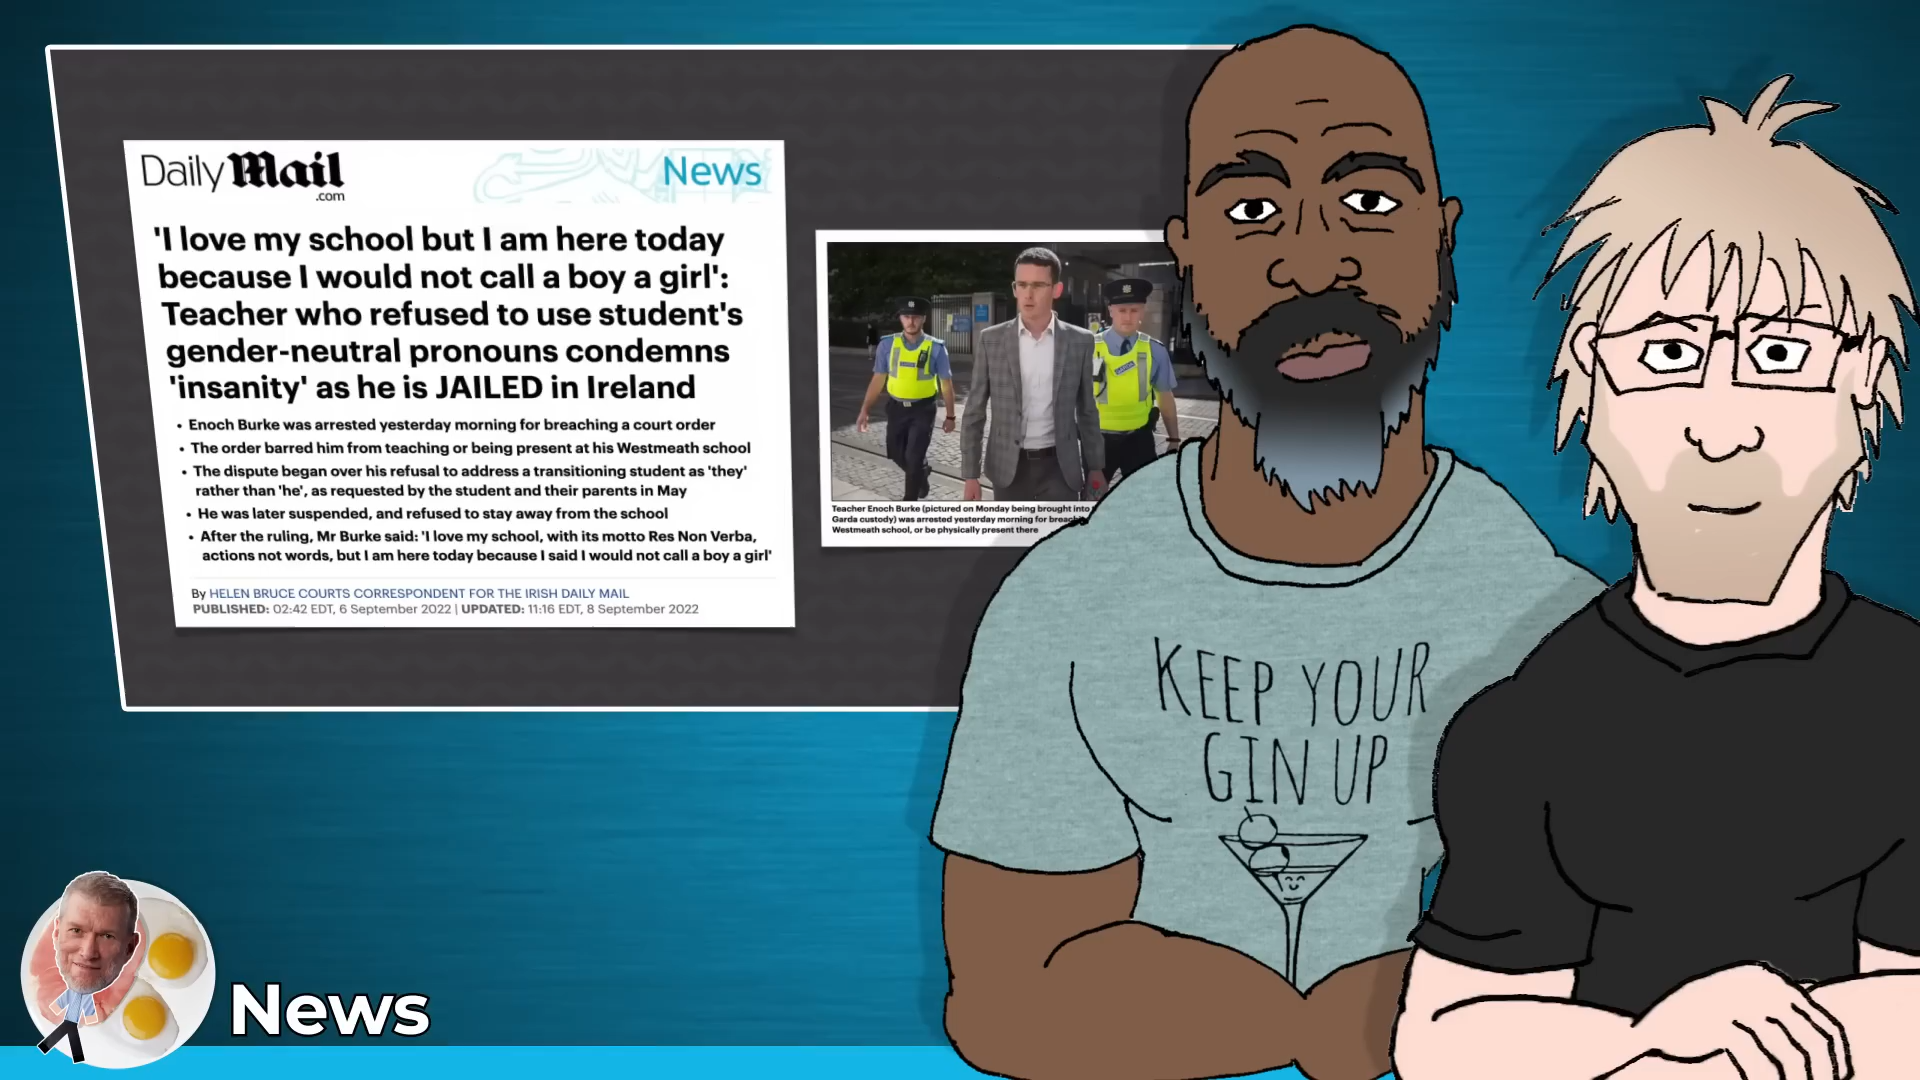 Daily Mail
.com
News
'I love my school but I am here today
because I would not call a boy a girl':
Teacher who refused to use student's
gender-neutral pronouns condemns
'insanity' as he is JAILED in Ireland
• Enoch Burke was arrested yesterday morning for breaching a court order
• The order barred him from teaching or being present at his Westmeath school
• The dispute began over his refusal to address a transitioning student as 'they'
rather than 'he', as requested by the student and their parents in May
• He was later suspended, and refused to stay away from the school
• After the ruling, Mr Burke said: 'I love my school, with its motto Res Non Verba,
actions not words, but I am here today because I said I would not call a boy a girl'
By HELEN BRUCE COURTS CORRESPONDENT FOR THE IRISH DAILY MAIL
PUBLISHED: 02:42 EDT, 6 September 2022 | UPDATED: 11:16 EDT, 8 September 2022
Teacher Enoch Burke (pictured on Monday being brought into
Garda custody) was arrested yesterday morning for
Westmeath school, or be physically present there
KEEP YOUR
GIN UP
News